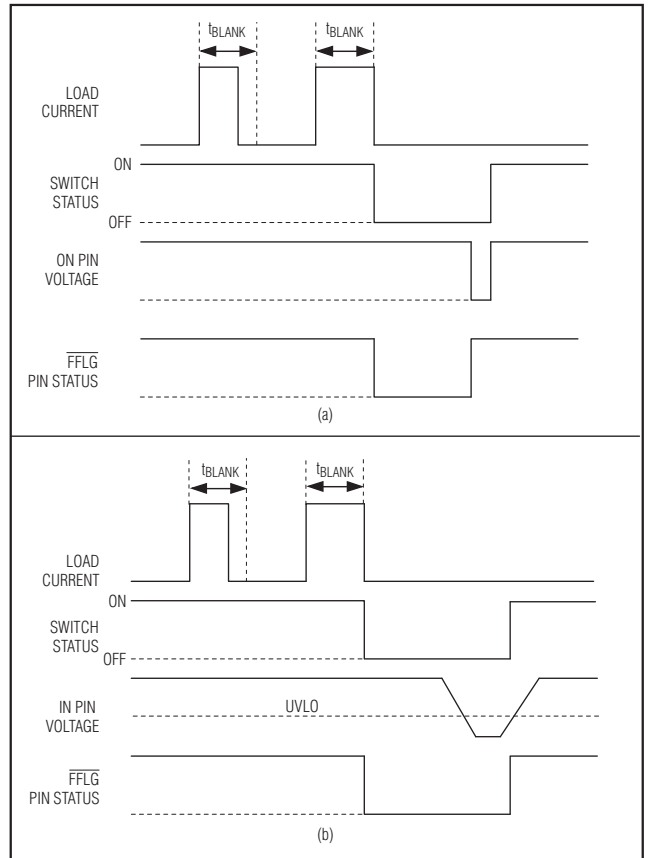 tBLANK tBLANK
LOAD
CURRENT
ON
SWITCH
STATUS
OFF
ON PIN
VOLTAGE
FFLG
PIN STATUS
(a)
tBLANK tBLANK
LOAD
CURRENT
ON
SWITCH
STATUS
OFF
IN PIN
VOLTAGE
UVLO
FFLG
PIN STATUS
(b)